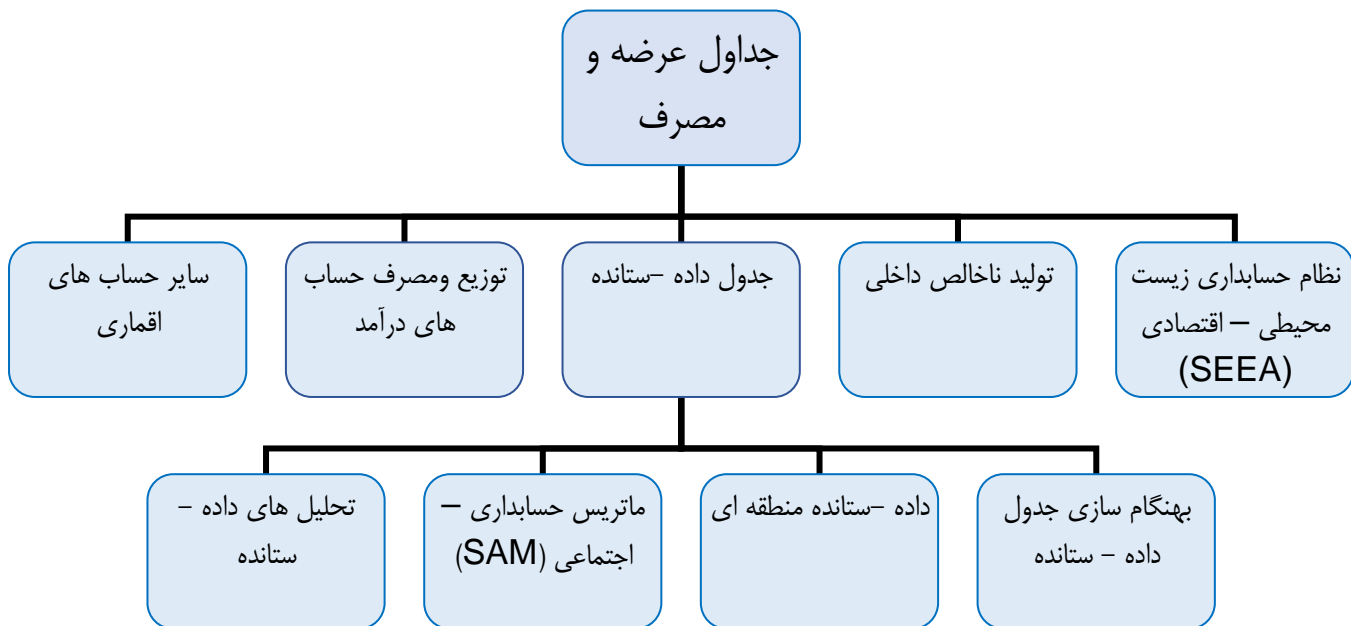 جداول عرضه و
مصرف
نظام حسابداری زیست
محیطی – اقتصادی
(SEEA)
تولید ناخالص داخلی
جدول داده –ستانده
توزیع ومصرف حساب
های درآمد
سایر حساب های
اقماری
بهنگام سازی جدول
داده – ستانده
داده –ستانده منطقه ای
ماتریس حسابداری –
اجتماعی (SAM)
تحلیل های داده –
ستانده